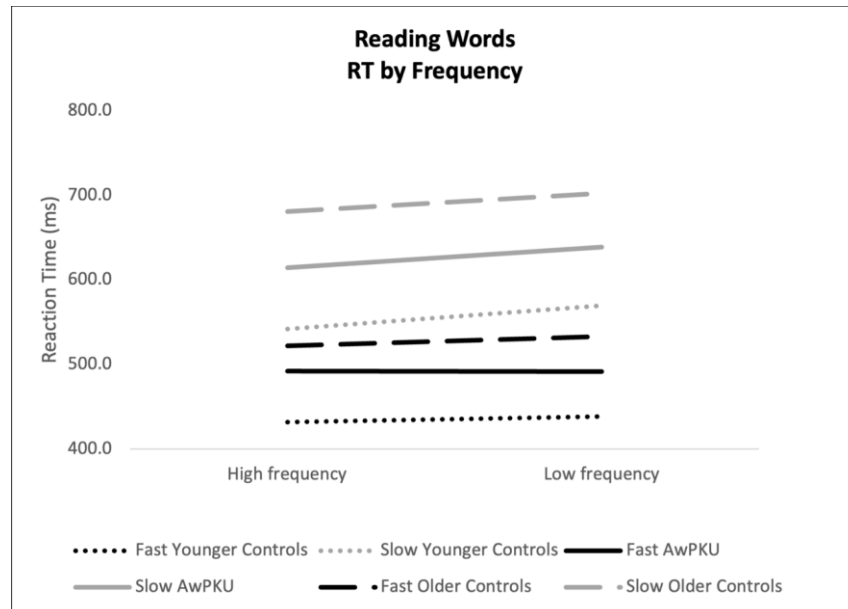 Reading Words
RT by Frequency
800.0
700.0
600.0
500.0
400.0
Reaction Time (ms)
High frequency Low frequency
Fast Younger Controls Slow Younger Controls Fast AwPKU
Slow AwPKU Fast Older Controls Slow Older Controls